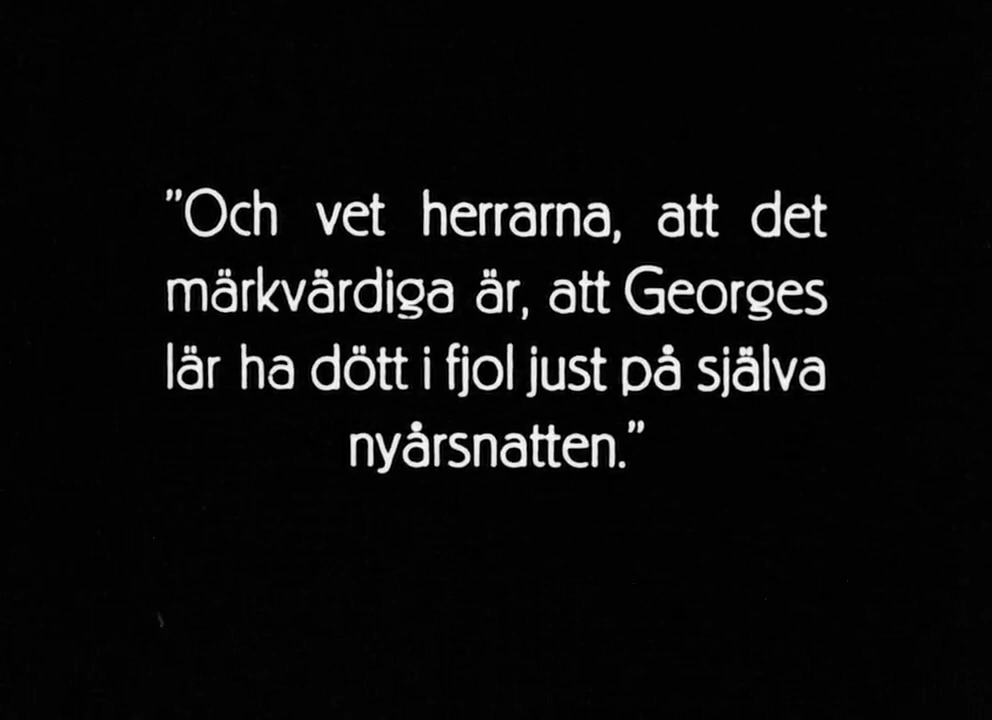 ”Och vet herrarna, att det
märkvärdiga är, att Georges
lär ha dött i fjol just på själva
nyårsnatten.”